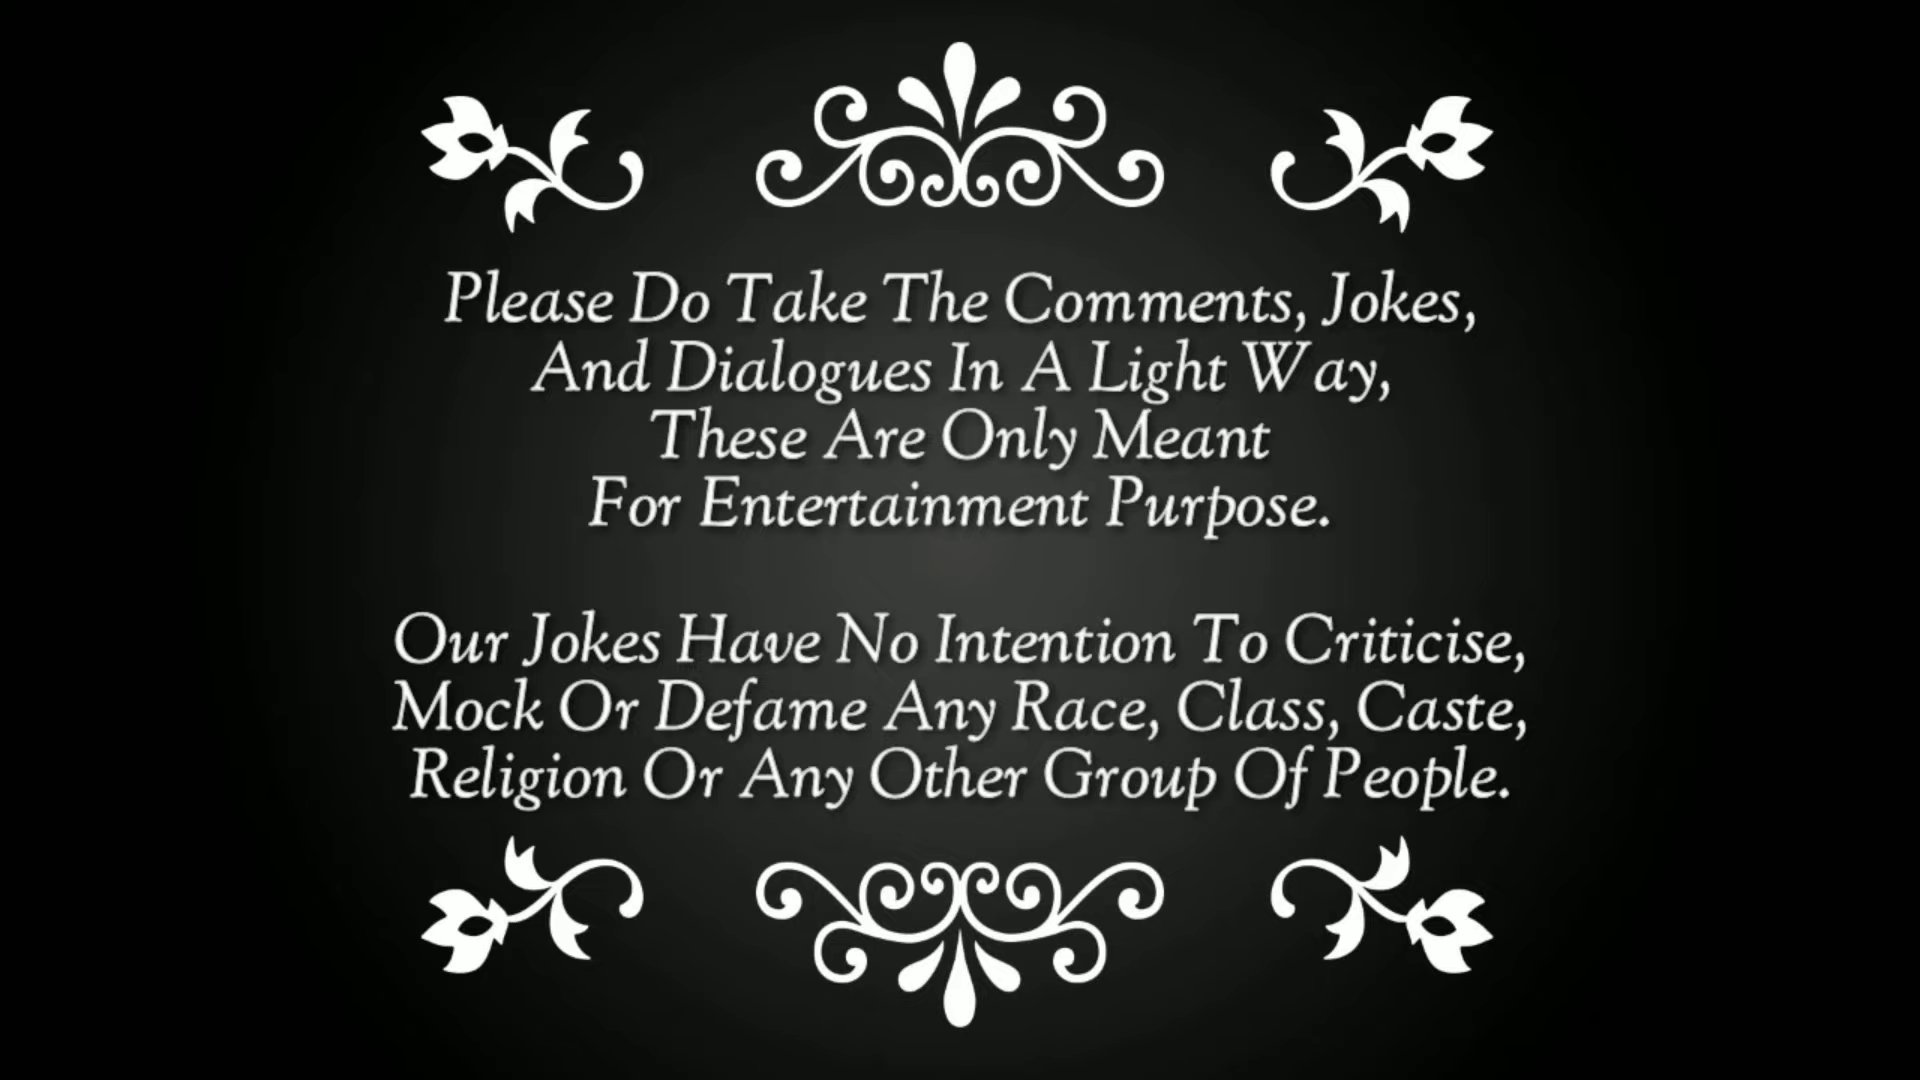 Please Do Take The Comments, Jokes,
And Dialogues In A Light Way,
These Are Only Meant
For Entertainment Purpose.
Our Jokes Have No Intention To Criticise,
Mock Or Defame Any Race, Class, Caste,
Religion Or Any Other Group Of People.